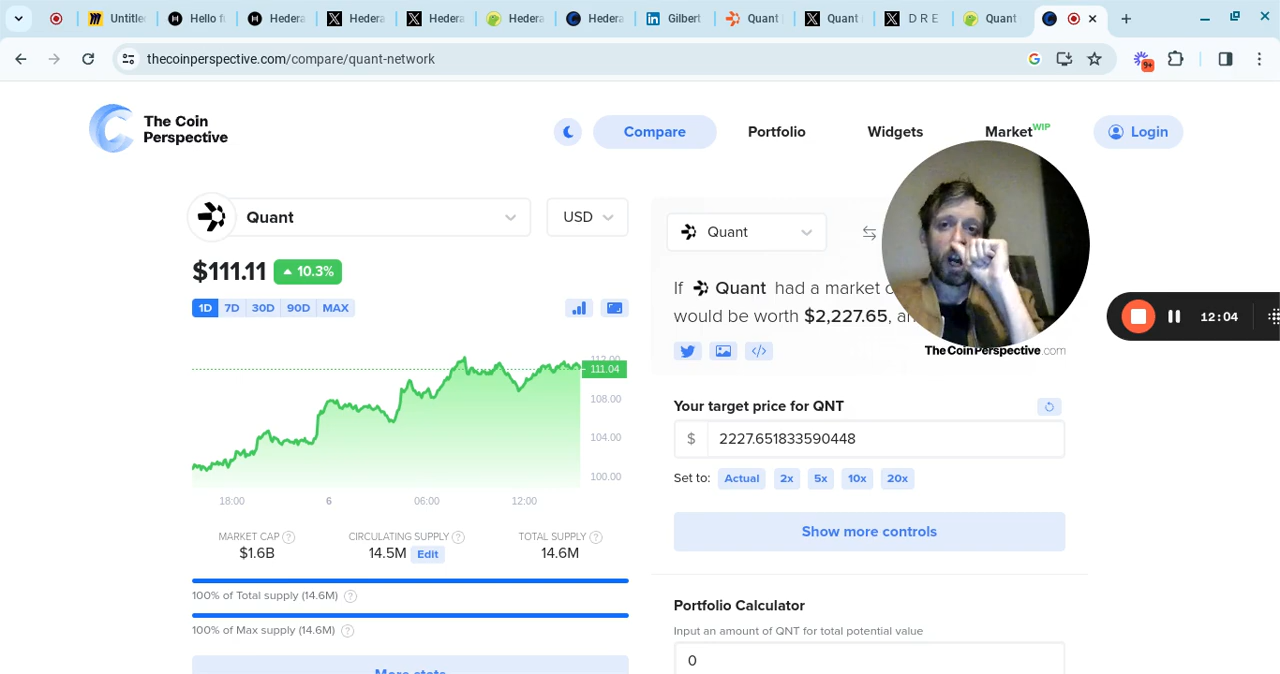 Untitle
Hello f
Hedera
Hedera
Hedera
Hedera
Hedera
Gilbert
Quant
Quant
D R E
Quant
thecoinperspective.com/compare/quant-network
9+
The Coin
Perspective
Compare
Portfolio
Widgets
Market WIP
Login
Quant
USD
Quant
$111.11
10.3%
If Quant had a market
would be worth $2,227.65,
1D 7D 30D 90D MAX
12:04
TheCoinPerspective.com
112.00
111.04
108.00
104.00
100.00
18:00 6 06:00 12:00
Your target price for QNT
$ 2227.651833590448
Set to: Actual 2x 5x 10x 20x
Show more controls
MARKET CAP ?
$1.6B
CIRCULATING SUPPLY ?
14.5M Edit
TOTAL SUPPLY ?
14.6M
100% of Total supply (14.6M) ?
100% of Max supply (14.6M) ?
More stats
Portfolio Calculator
Input an amount of QNT for total potential value
0